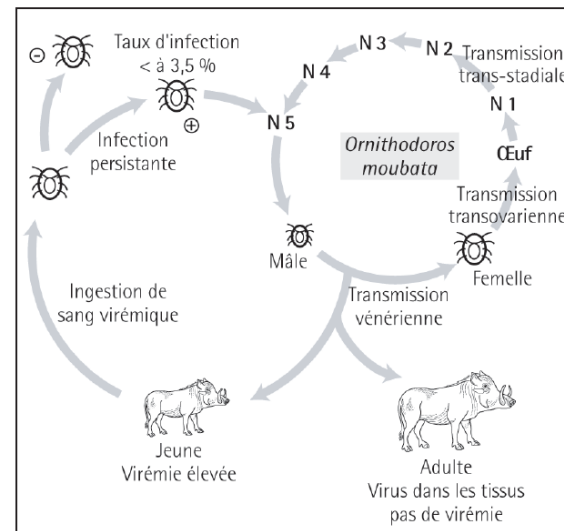 Taux d'infection
< à 3,5 %
⊖
⊕
Infection
persistante
N 5
N 4
N 3
N 2
N 1
Œuf
Transmission
trans-stadiale
Ornithodoros
moubata
Transmission
transovarienne
Femelle
Mâle
Transmission
vénérienne
Ingestion de
sang virémique
Jeune
Virémie élevée
Adulte
Virus dans les tissus
pas de virémie